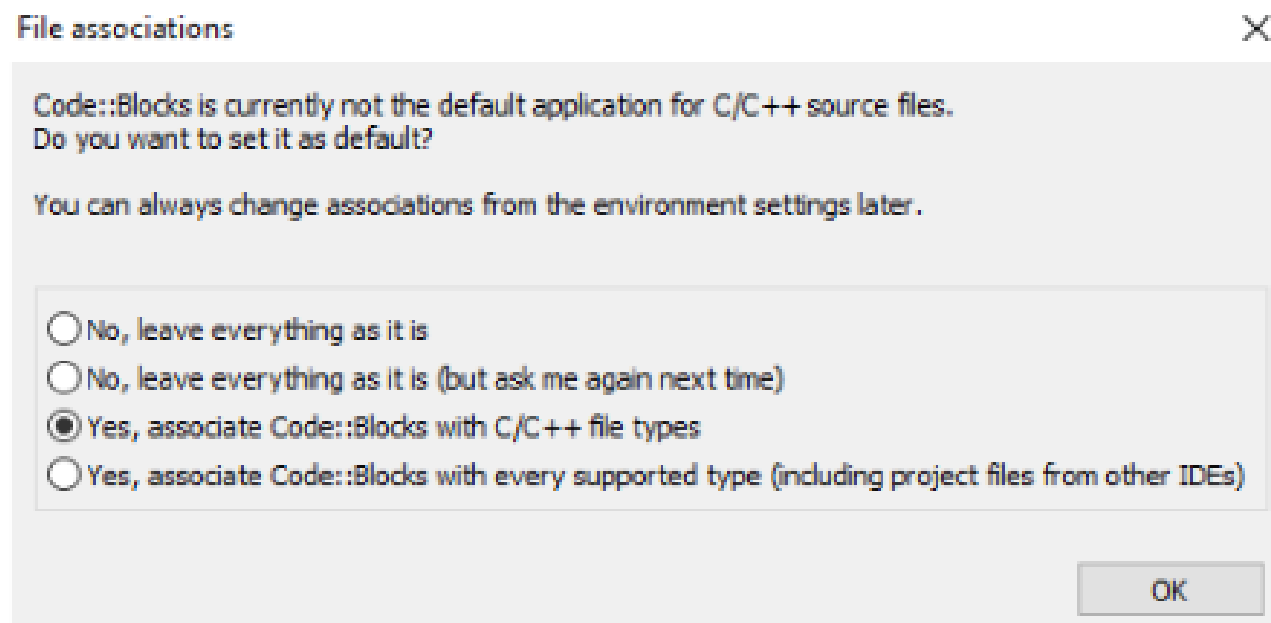 File associations
Code::Blocks is currently not the default application for C/C++ source files.
Do you want to set it as default?
You can always change associations from the environment settings later.
No, leave everything as it is
No, leave everything as it is (but ask me again next time)
Yes, associate Code::Blocks with C/C++ file types
Yes, associate Code::Blocks with every supported type (including project files from other IDEs)
OK